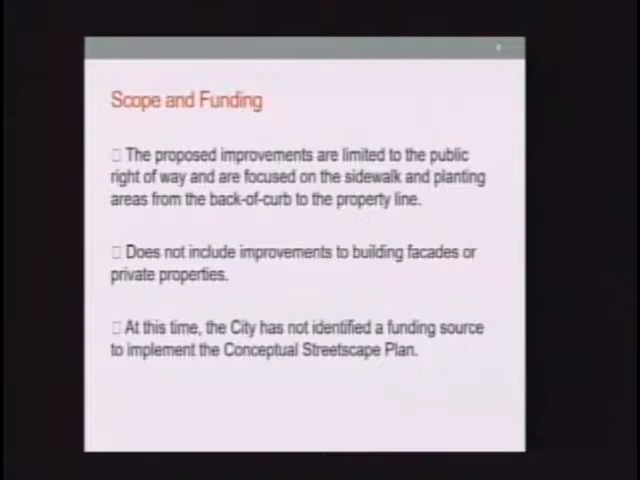 Scope and Funding
The proposed improvements are limited to the public
right of way and are focused on the sidewalk and planting
areas from the back-of-curb to the property line.
Does not include improvements to building facades or
private properties.
At this time, the City has not identified a funding source
to implement the Conceptual Streetscape Plan.